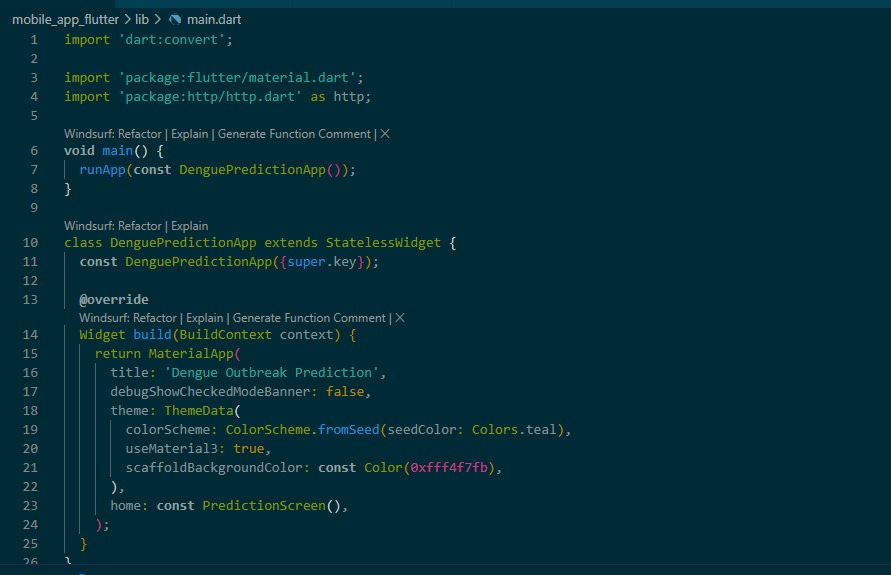 mobile_app_flutter > lib > main.dart
1 import 'dart:convert';
2
3 import 'package:flutter/material.dart';
4 import 'package:http/http.dart' as http;
5
Windsurf: Refactor | Explain | Generate Function Comment | X
6 void main() {
7   runApp(const DenguePredictionApp());
8 }
9
Windsurf: Refactor | Explain
10 class DenguePredictionApp extends StatelessWidget {
11   const DenguePredictionApp({super.key});
12
13   @override
Windsurf: Refactor | Explain | Generate Function Comment | X
14   Widget build(BuildContext context) {
15     return MaterialApp(
16       title: 'Dengue Outbreak Prediction',
17       debugShowCheckedModeBanner: false,
18       theme: ThemeData(
19         colorScheme: ColorScheme.fromSeed(seedColor: Colors.teal),
20         useMaterial3: true,
21         scaffoldBackgroundColor: const Color(0xfff4f7fb),
22       ),
23       home: const PredictionScreen(),
24     );
25   }
26 }